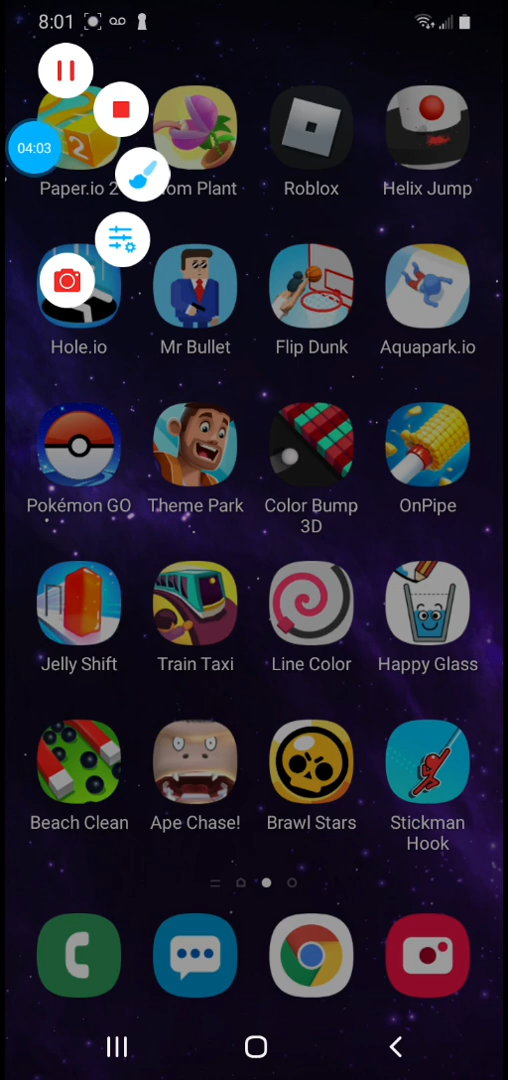 8:01
04:03
Paper.io 2
om Plant
Roblox
Helix Jump
Hole.io
Mr Bullet
Flip Dunk
Aquapark.io
Pokémon GO
Theme Park
Color Bump
3D
OnPipe
Jelly Shift
Train Taxi
Line Color
Happy Glass
Beach Clean
Ape Chase!
Brawl Stars
Stickman
Hook